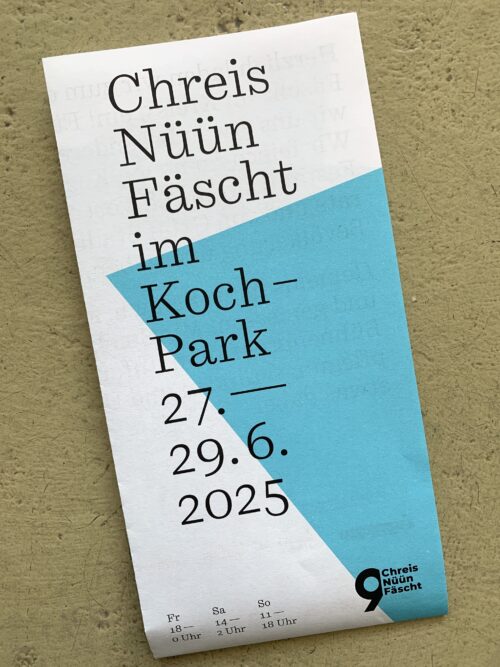 Chreis
Nüün
Fäscht
im
Koch–
Park
27.—
29.6.
2025
Fr
18—
0 Uhr
Sa
14—
2 Uhr
So
11—
18 Uhr
9 Chreis
Nüün
Fäscht